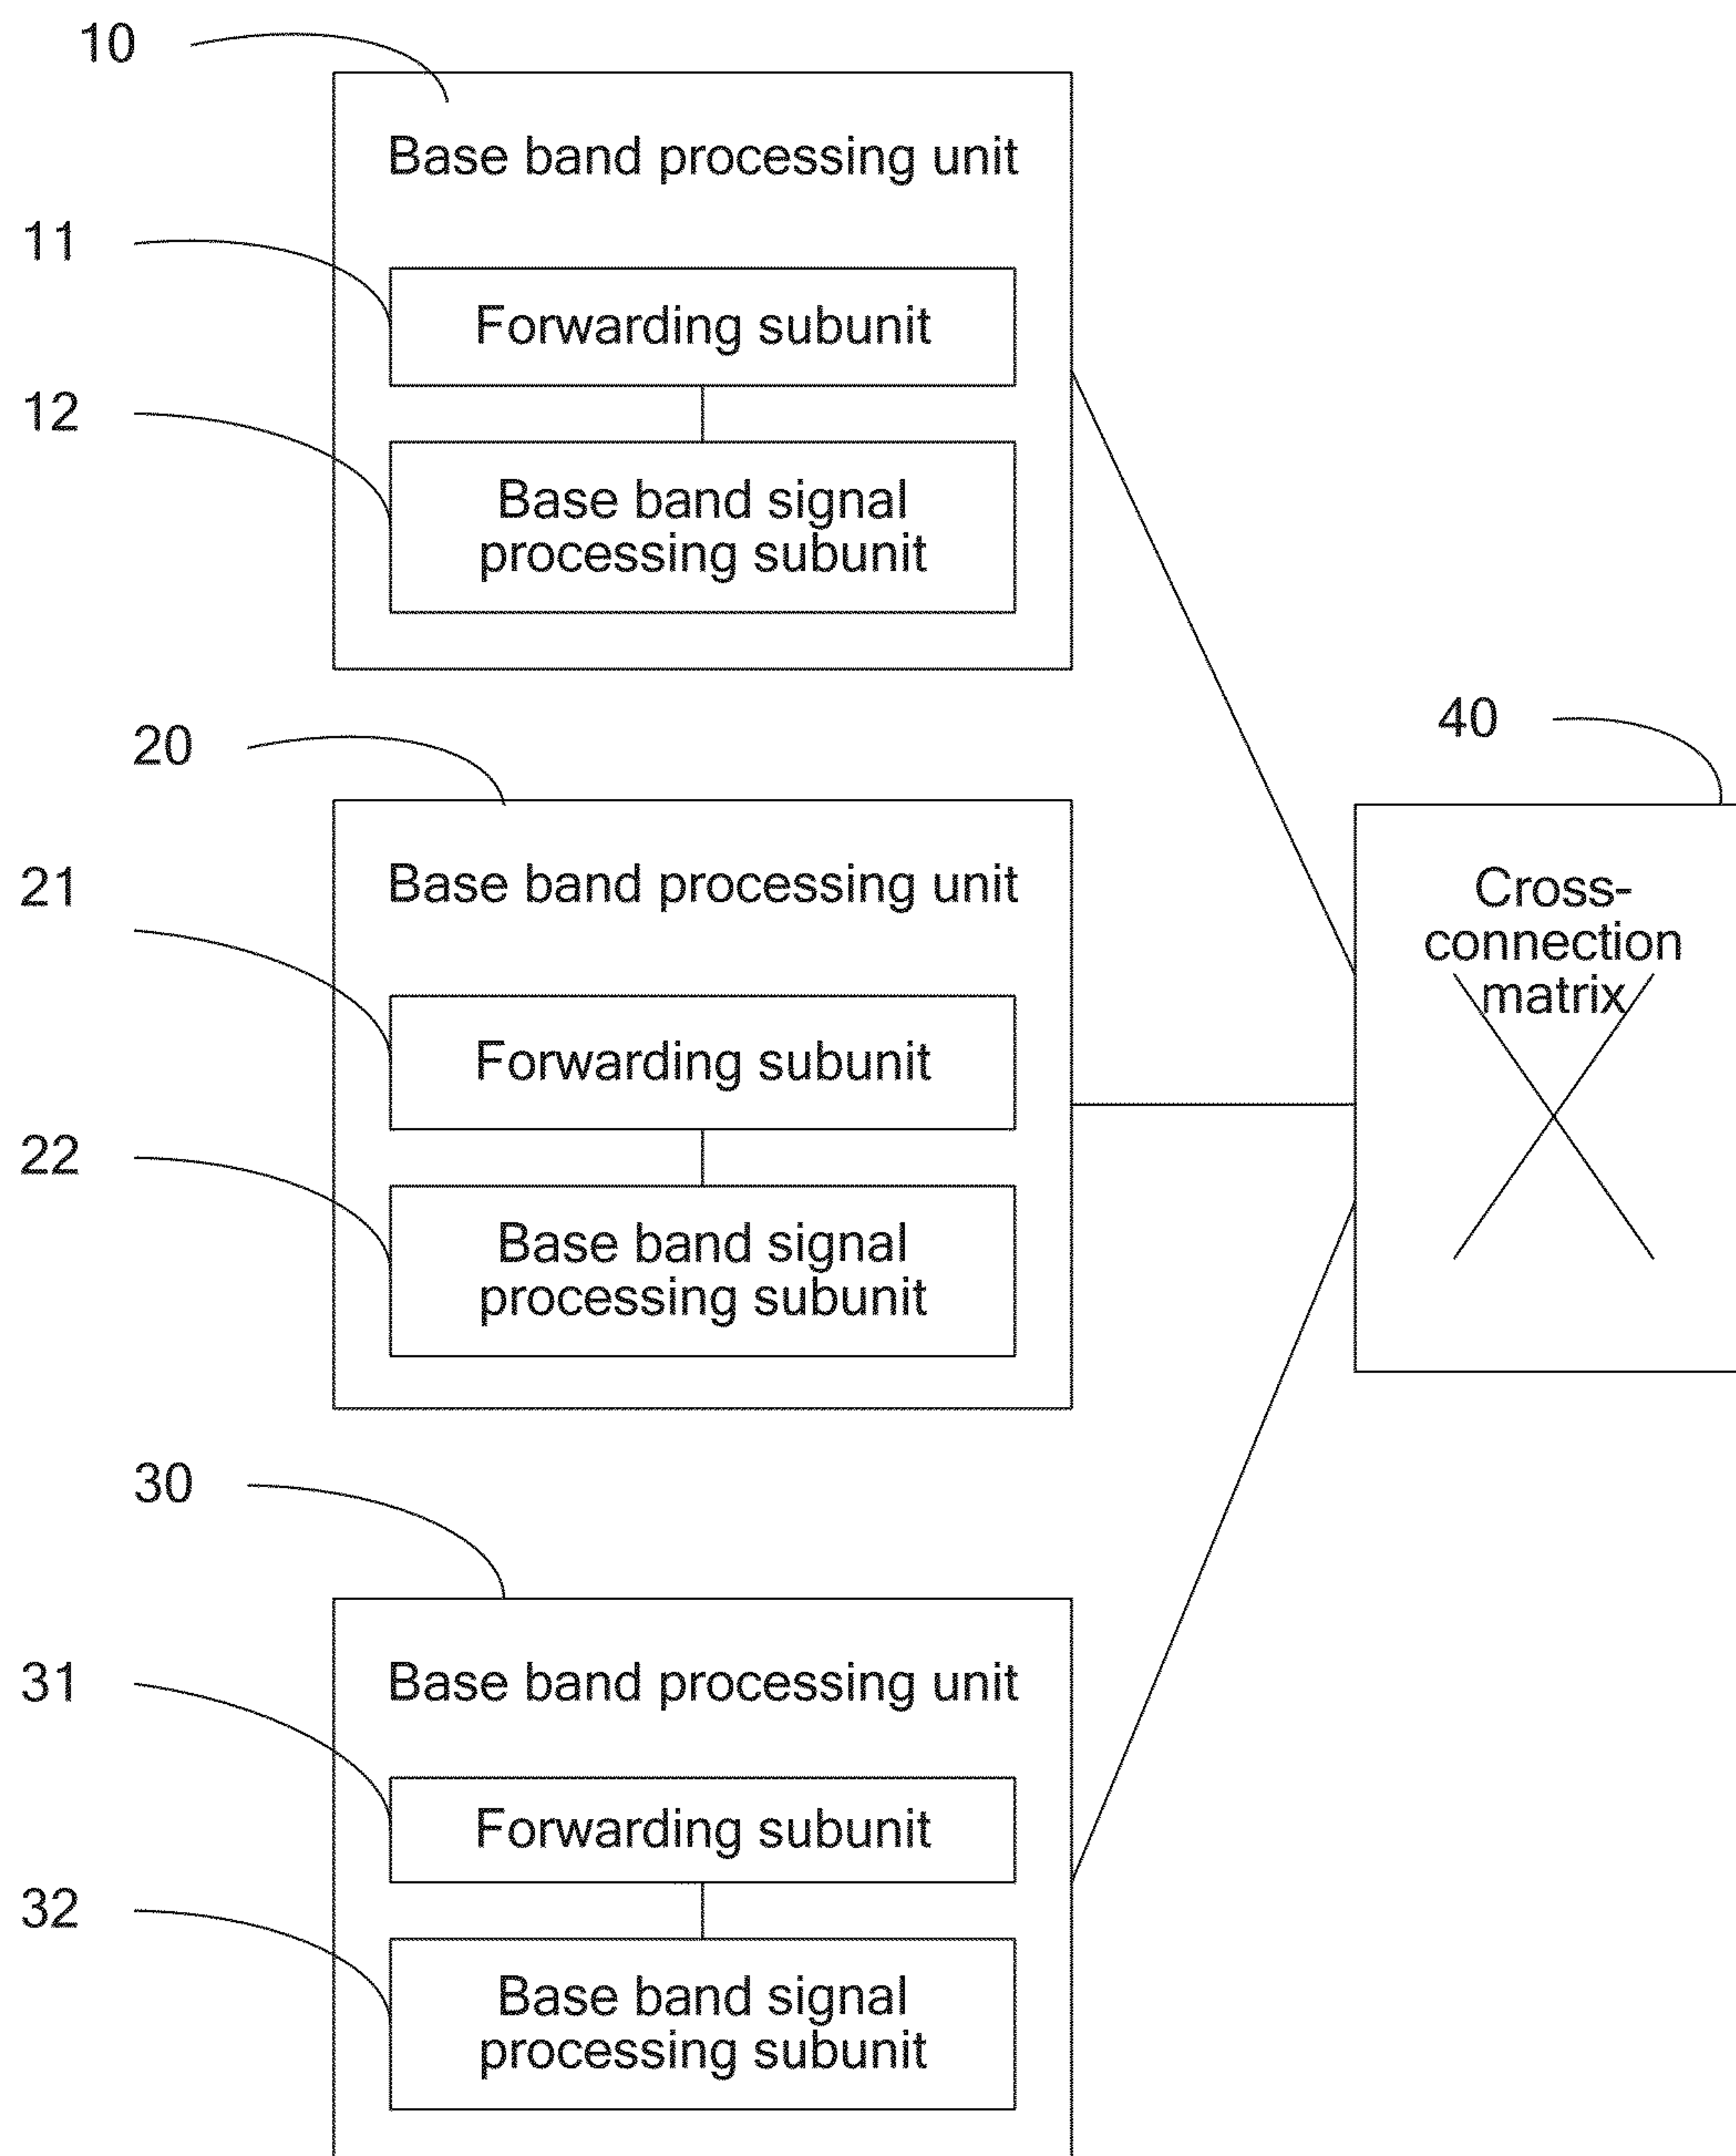 10
Base band processing unit
11
Forwarding subunit
12
Base band signal
processing subunit
20
40
Base band processing unit
21
Cross-
connection
matrix
Forwarding subunit
22
Base band signal
processing subunit
30
Base band processing unit
31
Forwarding subunit
32
Base band signal
processing subunit